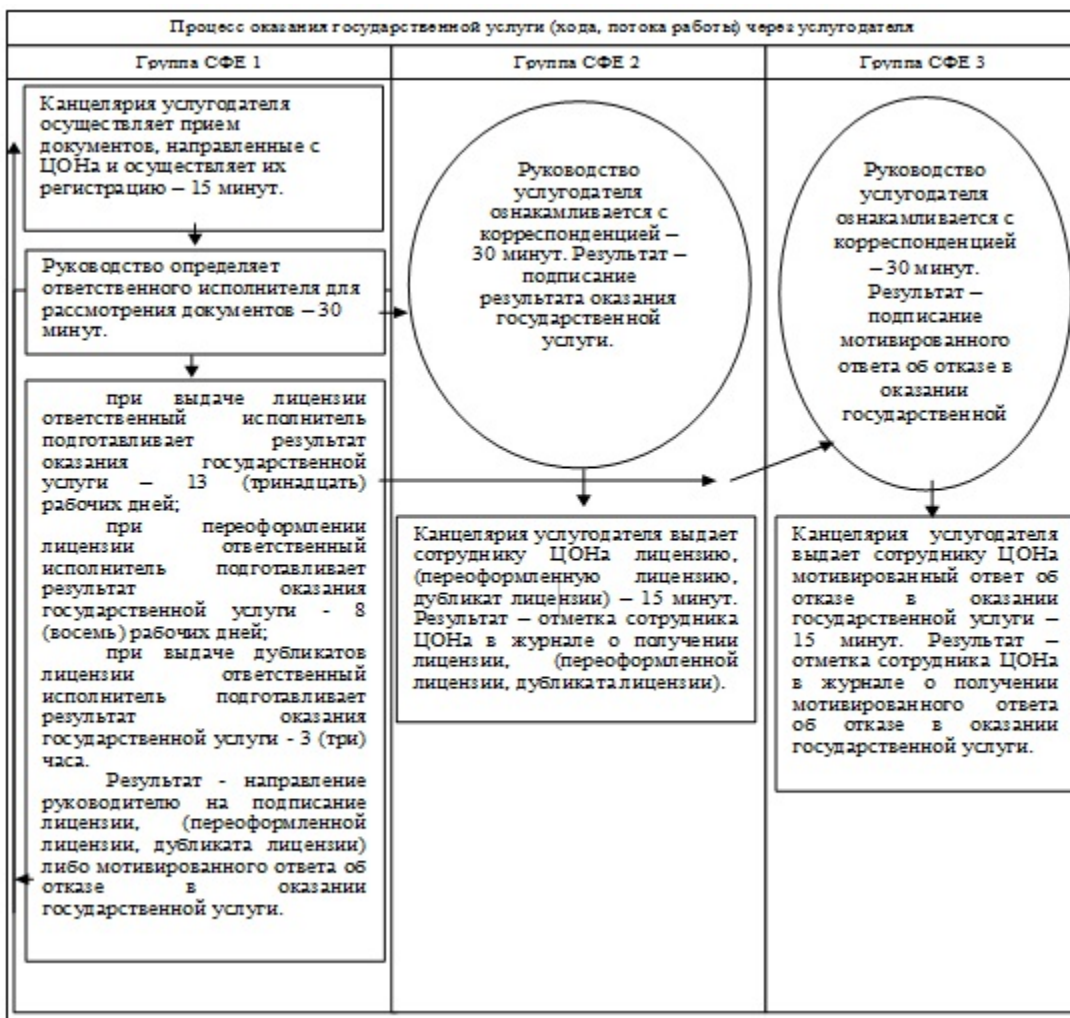 Процесс оказания государственной услуги (хода, потока работы) через услугодателя
Группа СФЕ 1
Группа СФЕ 2
Группа СФЕ 3
Канцелярия услугодателя
осуществляет прием
документов, направленные с
ЦОНа и осуществляет их
регистрацию – 15 минут.
Руководство определяет
ответственного исполнителя для
рассмотрения документов – 30
минут.
при выдаче лицензии
ответственный исполнитель
подготавливает результат
оказания государственной
услуги – 13 (тринадцать)
рабочих дней;
при переоформлении
лицензии ответственный
исполнитель подготавливает
результат оказания
государственной услуги - 8
(восемь) рабочих дней;
при выдаче дубликатов
лицензии ответственный
исполнитель подготавливает
результат оказания
государственной услуги - 3 (три)
часа.
Результат - направление
руководителю на подписание
лицензии, (переоформленной
лицензии, дубликата лицензии)
либо мотивированного ответа об
отказе в оказании
государственной услуги.
Руководство
услугодателя
ознакамливается с
корреспонденцией –
30 минут. Результат –
подписание
результата оказания
государственной
услуги.
Канцелярия услугодателя выдает
сотруднику ЦОНа лицензию,
(переоформленную лицензию,
дубликат лицензии) – 15 минут.
Результат – отметка сотрудника
ЦОНа в журнале о получении
лицензии, (переоформленной
лицензии, дубликата лицензии).
Руководство
услугодателя
ознакамливается с
корреспонденцией
– 30 минут.
Результат –
подписание
мотивированного
ответа об отказе в
оказании
государственной
Канцелярия услугодателя
выдает сотруднику ЦОНа
мотивированный ответ об
отказе в оказании
государственной услуги –
15 минут. Результат –
отметка сотрудника ЦОНа
в журнале о получении
мотивированного ответа
об отказе в оказании
государственной услуги.